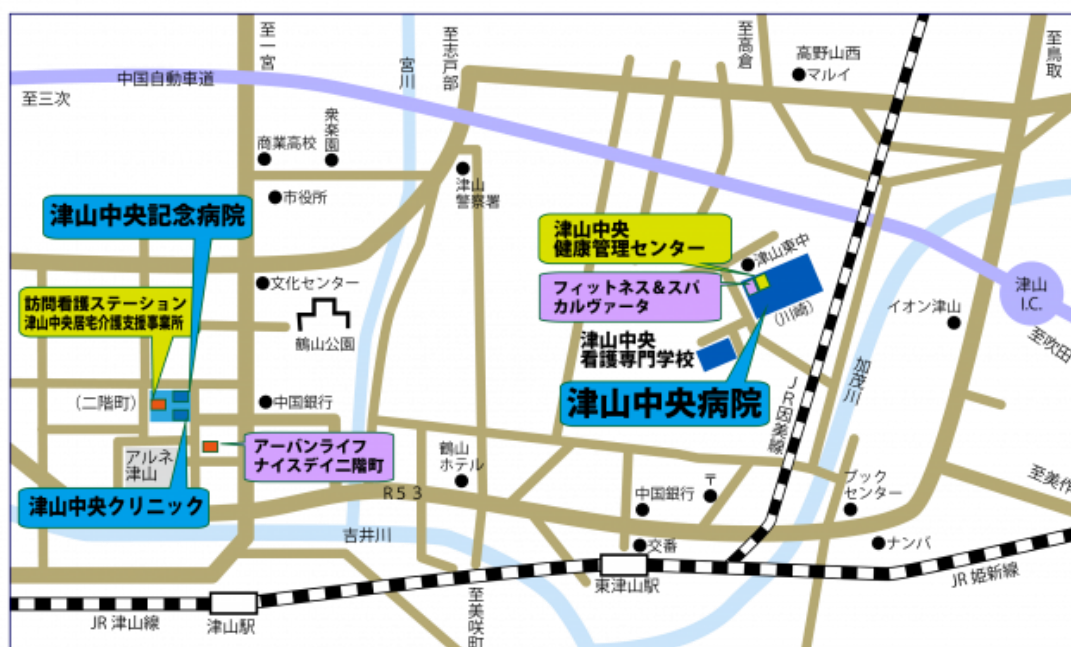 至一宮
至志戸部
至高倉
高野山西
マルイ
至鳥取
中国自動車道
至三次
宮川
衆楽園
商業高校
市役所
津山
警察署
津山中央記念病院
津山中央
健康管理センター
津山東中
フィットネス&スパ
カルヴァータ
(川崎)
津山
I.C.
至吹田
イオン津山
文化センター
訪問看護ステーション
津山中央居宅介護支援事業所
鶴山公園
津山中央
看護専門学校
津山中央病院
JR因美線
加茂川
(二階町)
中国銀行
アーバンライフ
ナイスデイ二階町
アルネ
津山
鶴山
ホテル
津山中央クリニック
R53
中国銀行
〒
ブック
センター
至美作
吉井川
交番
ナンバ
東津山駅
JR姫新線
JR津山線
津山駅
至美咲町